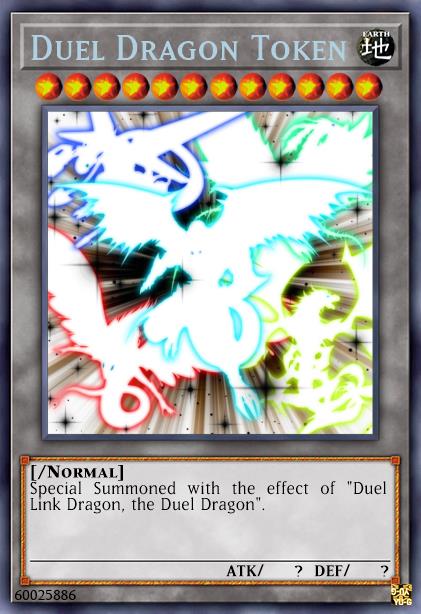 DUEL DRAGON TOKEN
EARTH
地
[/NORMAL]
Special Summoned with the effect of "Duel
Link Dragon, the Duel Dragon".
ATK/ ? DEF/ ?
60025886